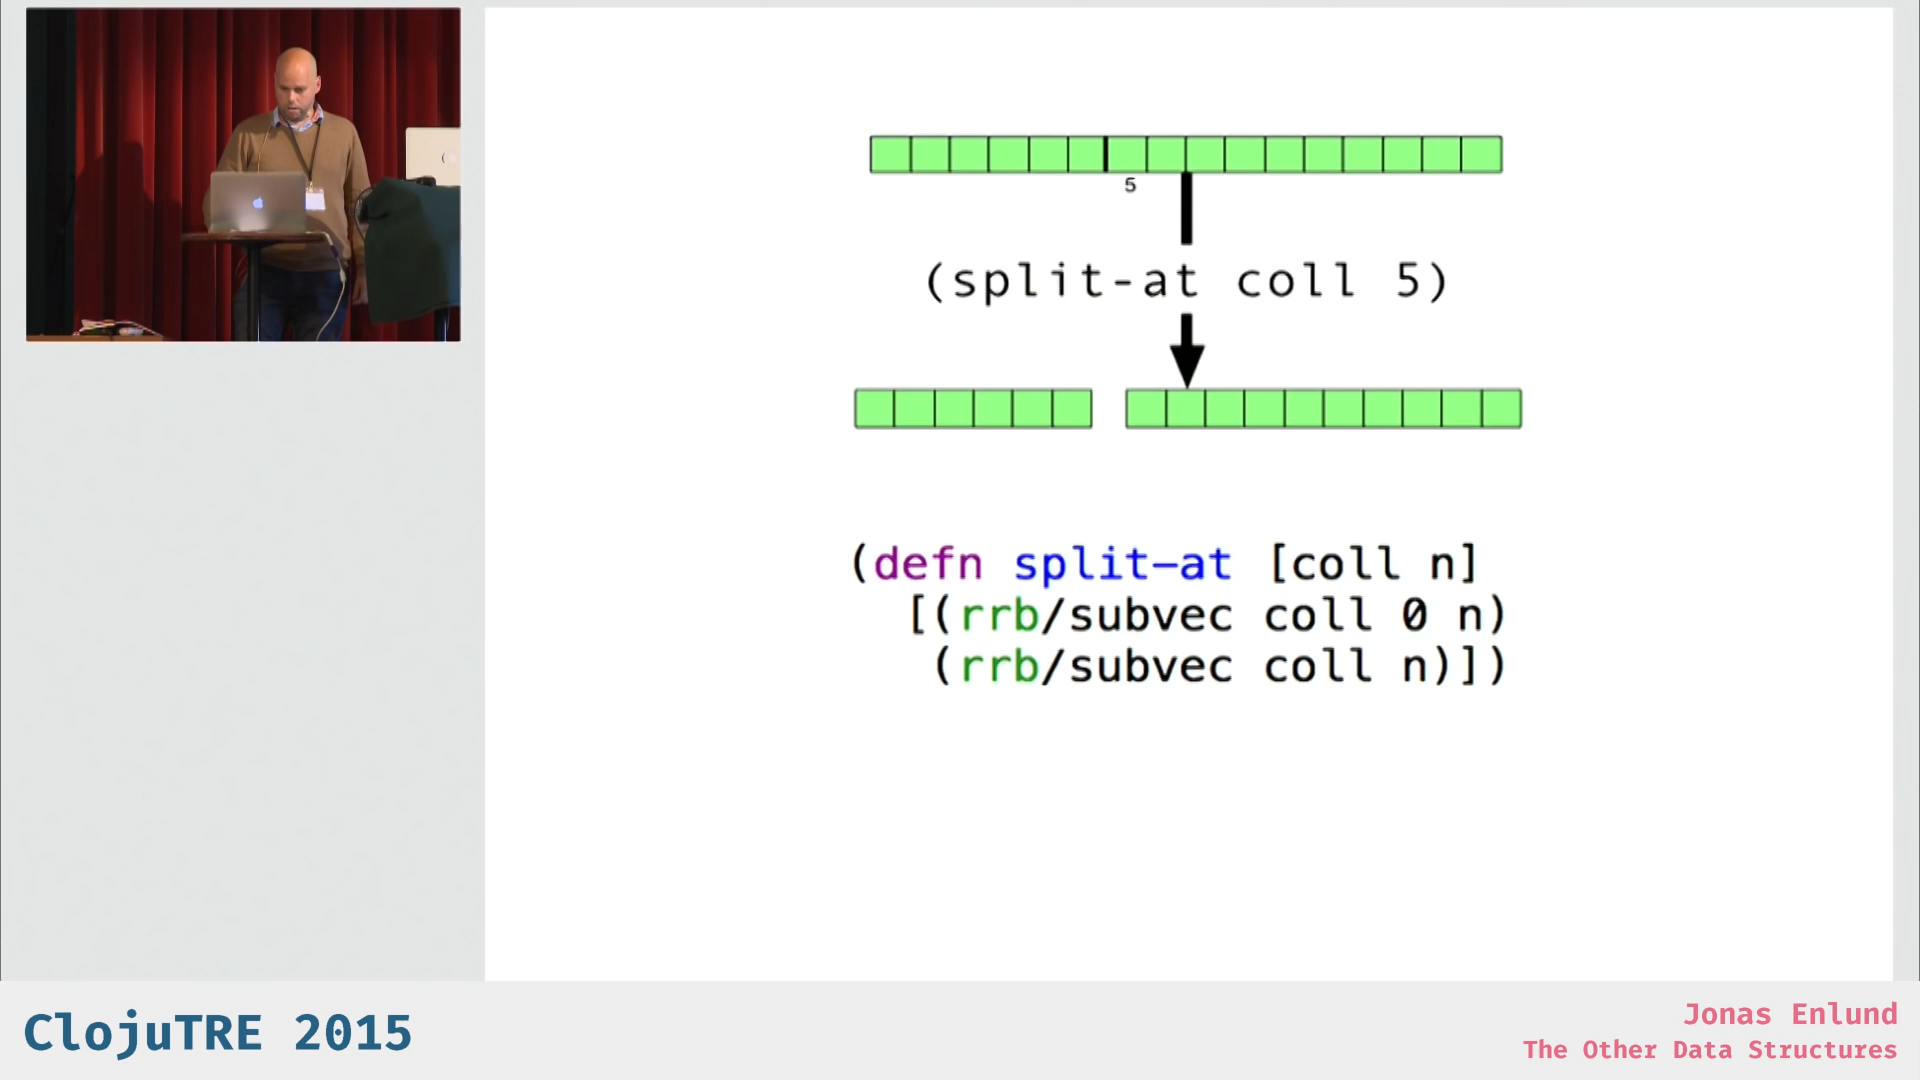 5
(split-at coll 5)
(defn split-at [coll n]
[(rrb/subvec coll 0 n)
(rrb/subvec coll n)])
ClojuTRE 2015
Jonas Enlund
The Other Data Structures